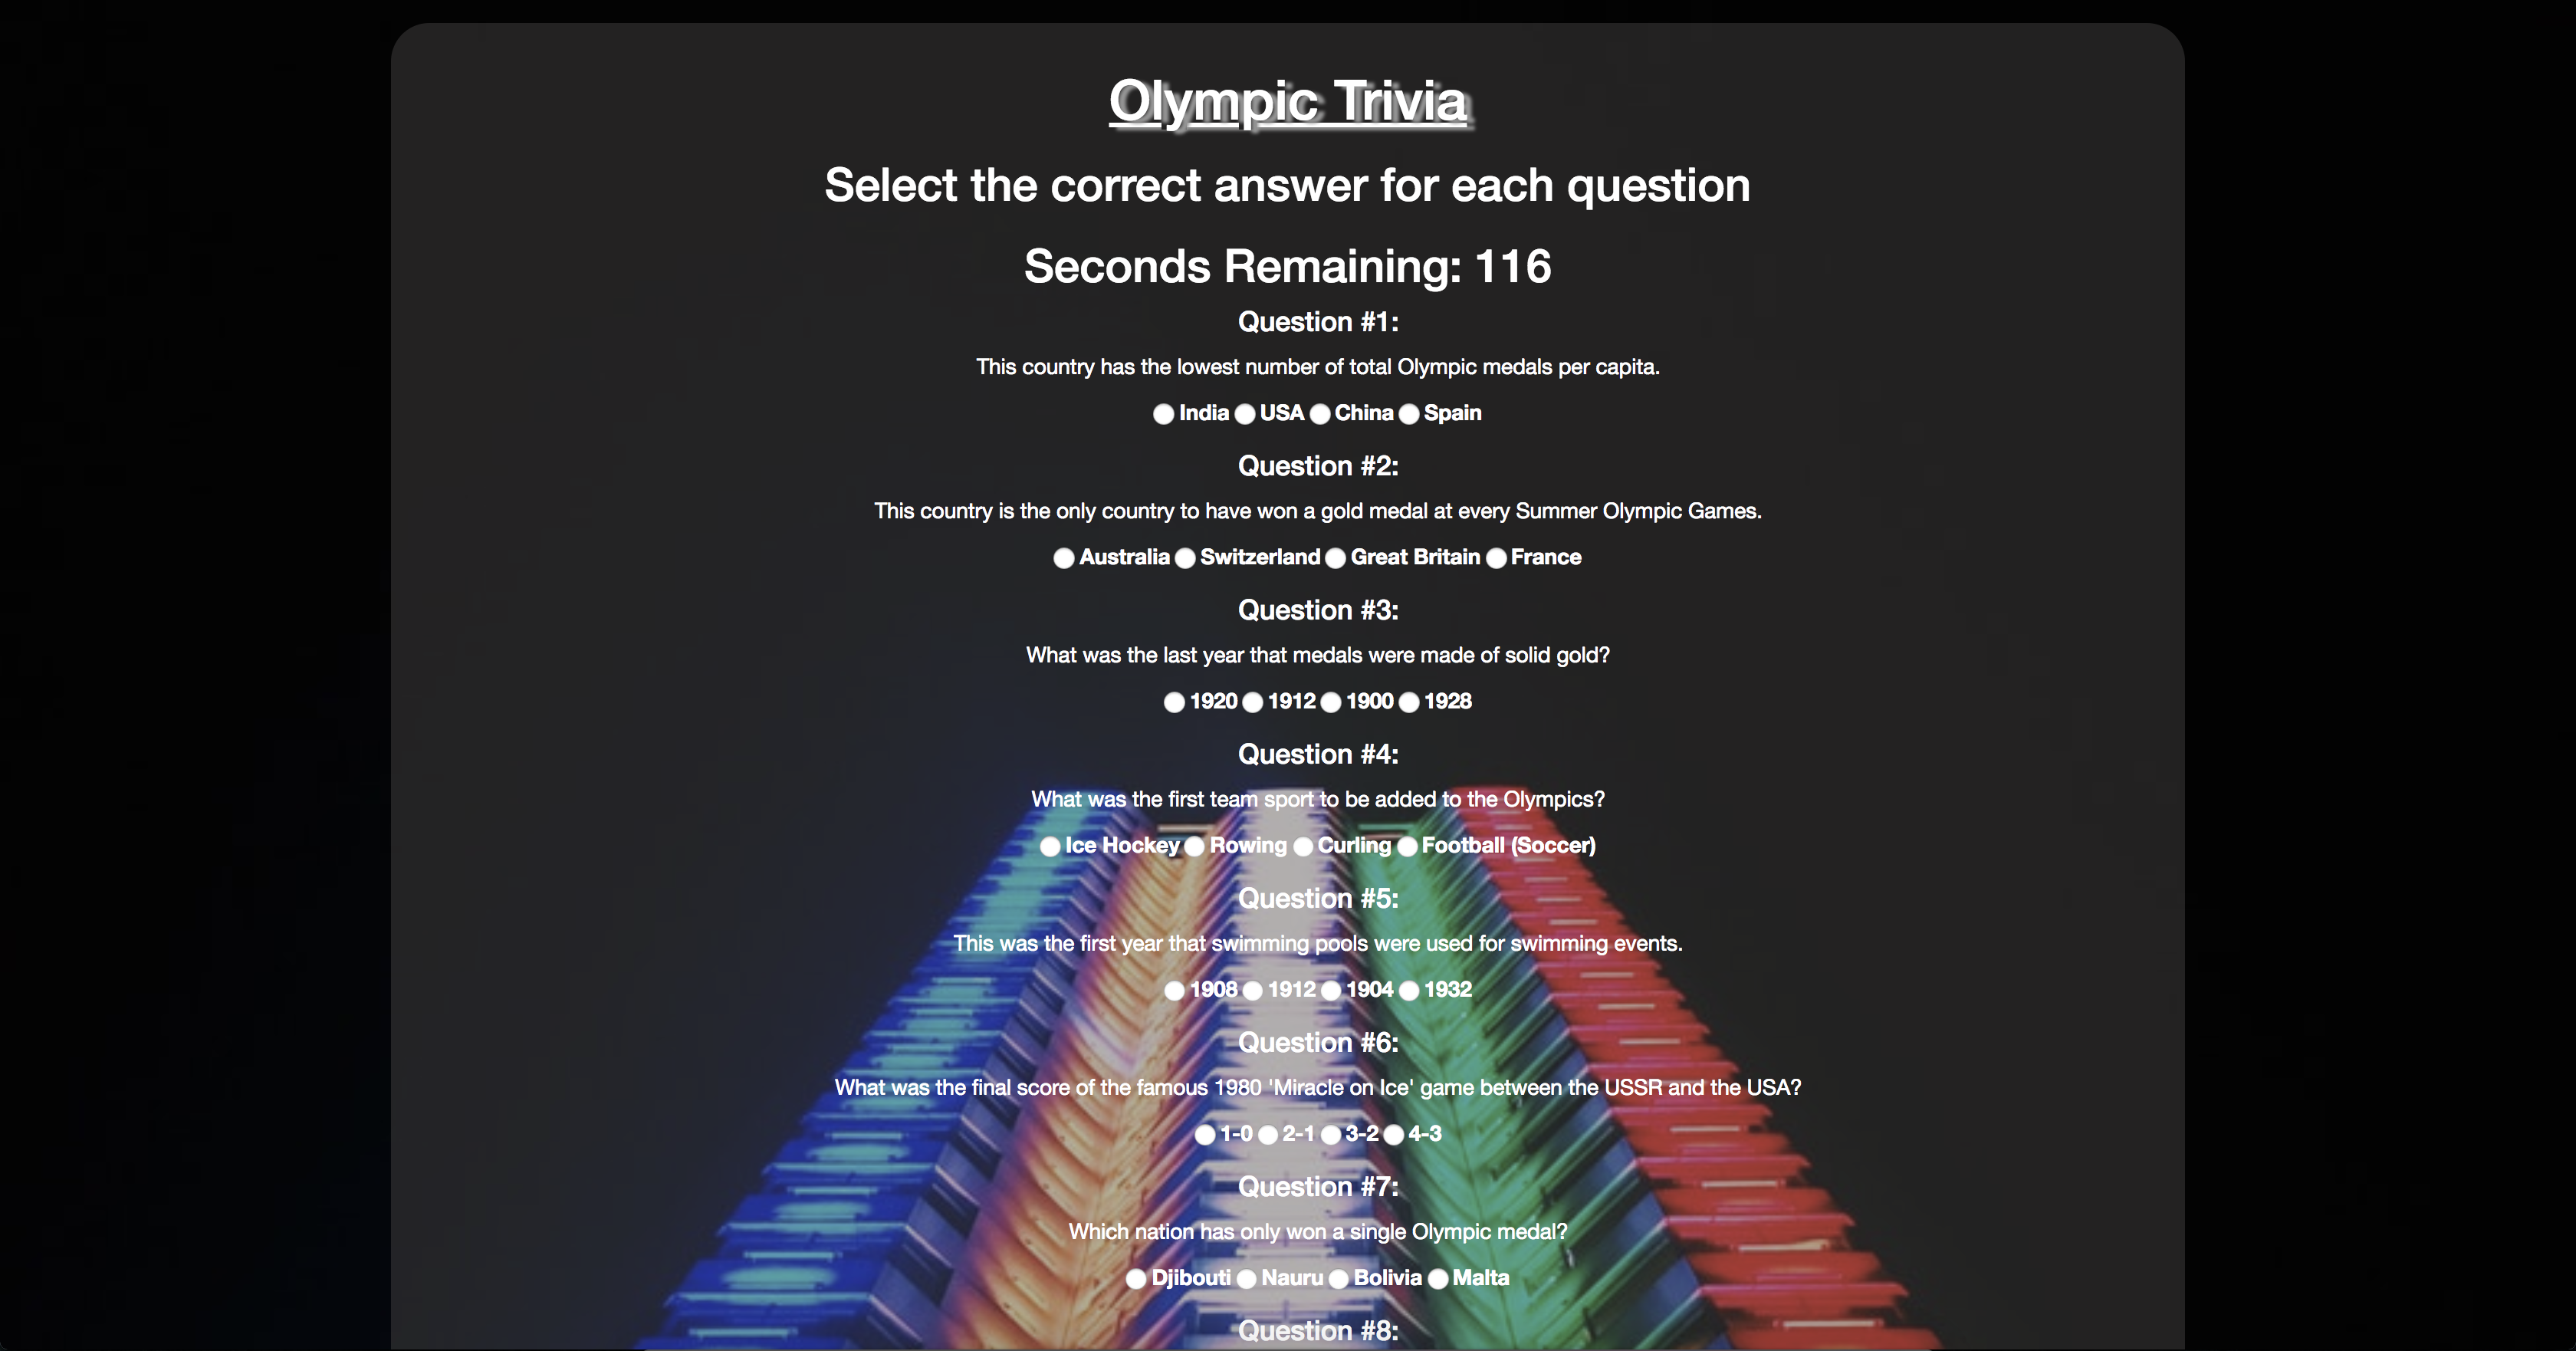 Olympic Trivia
Select the correct answer for each question
Seconds Remaining: 116
Question #1:
This country has the lowest number of total Olympic medals per capita.
India USA China Spain
Question #2:
This country is the only country to have won a gold medal at every Summer Olympic Games.
Australia Switzerland Great Britain France
Question #3:
What was the last year that medals were made of solid gold?
1920 1912 1900 1928
Question #4:
What was the first team sport to be added to the Olympics?
Ice Hockey Rowing Curling Football (Soccer)
Question #5:
This was the first year that swimming pools were used for swimming events.
1908 1912 1904 1932
Question #6:
What was the final score of the famous 1980 'Miracle on Ice' game between the USSR and the USA?
1-0 2-1 3-2 4-3
Question #7:
Which nation has only won a single Olympic medal?
Djibouti Nauru Bolivia Malta
Question #8: